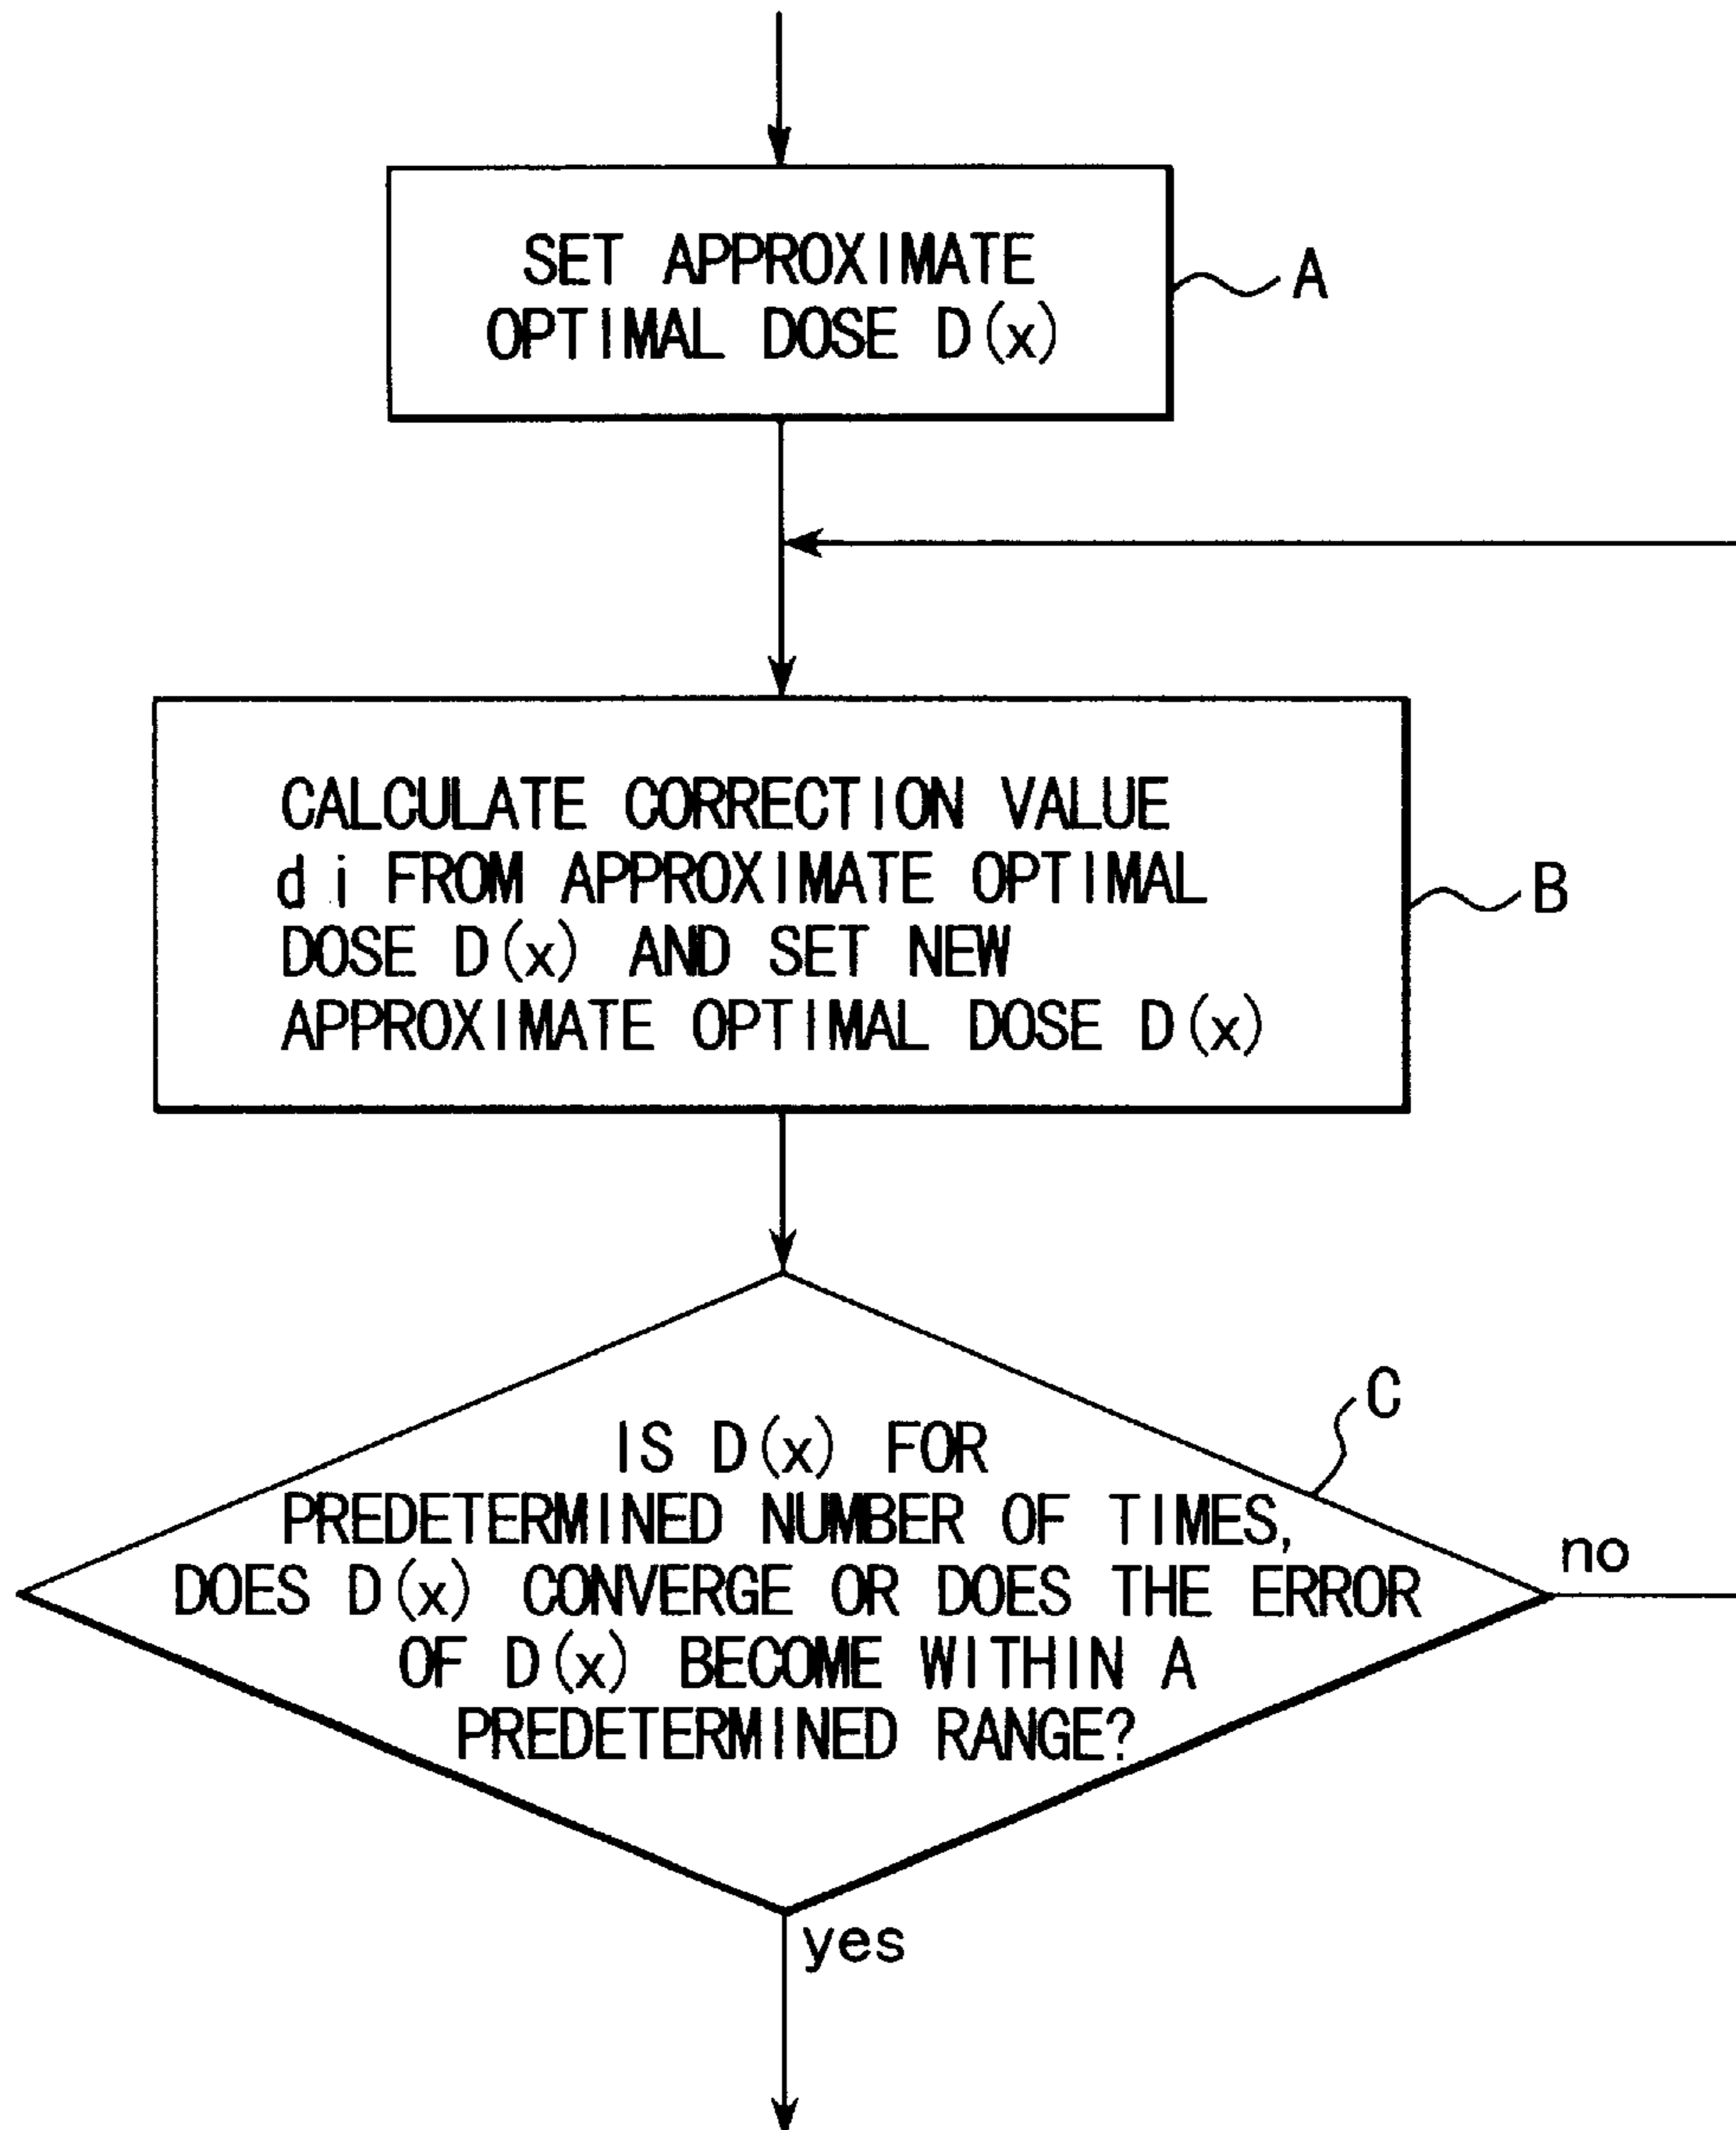 SET APPROXIMATE
OPTIMAL DOSE D(x)
A
CALCULATE CORRECTION VALUE
di FROM APPROXIMATE OPTIMAL
DOSE D(x) AND SET NEW
APPROXIMATE OPTIMAL DOSE D(x)
B
C
IS D(x) FOR
PREDETERMINED NUMBER OF TIMES,
DOES D(x) CONVERGE OR DOES THE ERROR
OF D(x) BECOME WITHIN A
PREDETERMINED RANGE?
no
yes